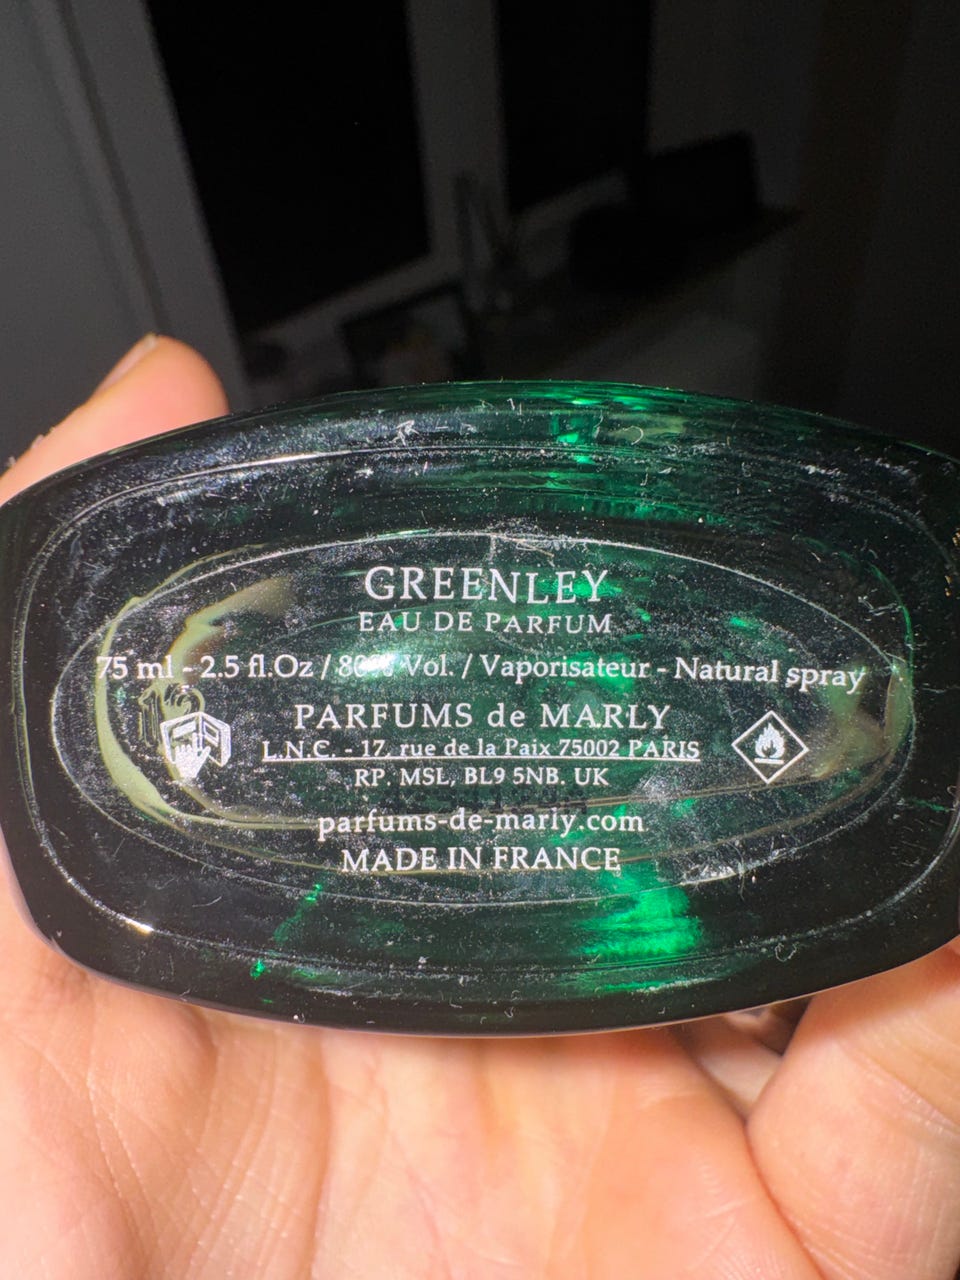 GREENLEY
EAU DE PARFUM
75 ml - 2.5 fl.Oz / 80% Vol. / Vaporisateur - Natural spray
PARFUMS de MARLY
L.N.C. - 17, rue de la Paix 75002 PARIS
RP. MSL, BL9 5NB. UK
parfums-de-marly.com
MADE IN FRANCE